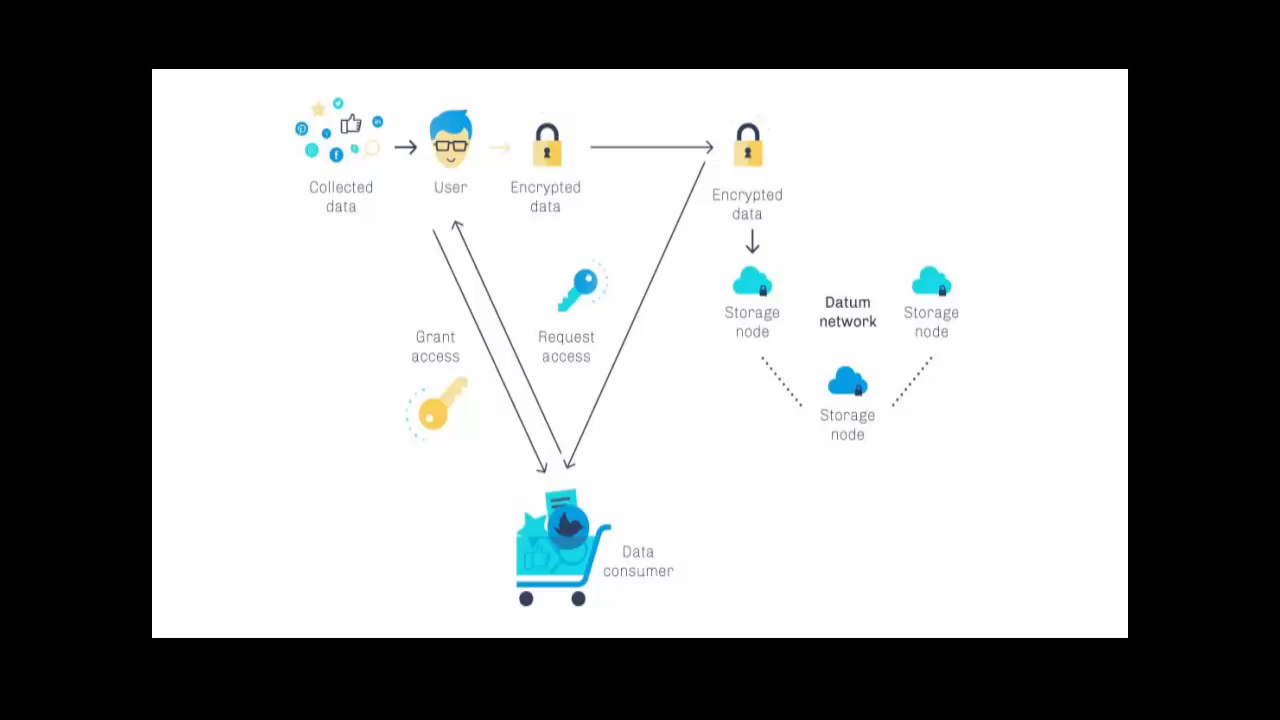 Collected
data
User
Encrypted
data
Encrypted
data
Storage
node
Datum
network
Storage
node
Grant
access
Request
access
Storage
node
Data
consumer